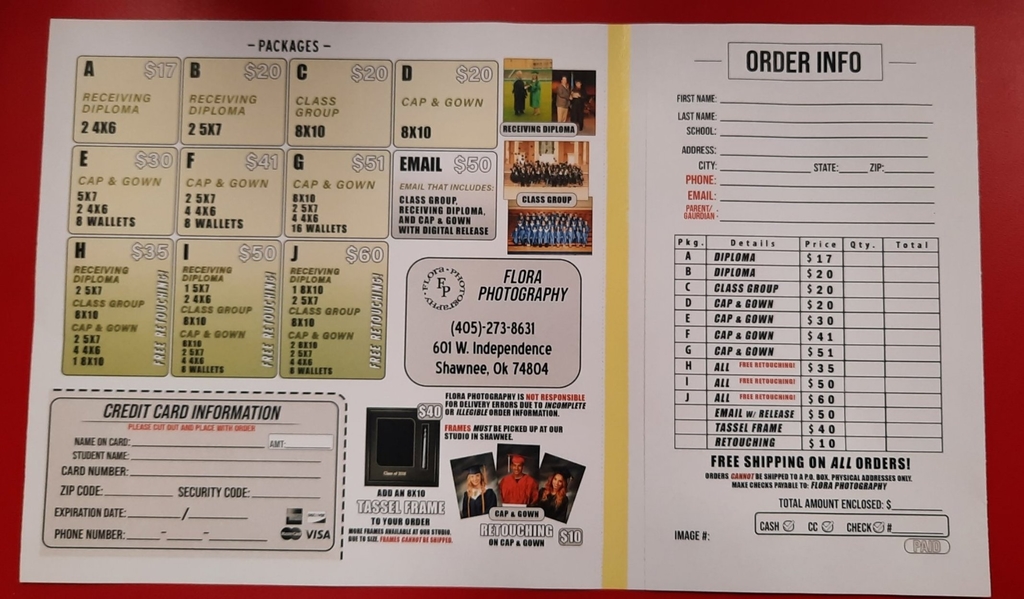 - PACKAGES -
A $17
RECEIVING
DIPLOMA
2 4X6
B $20
RECEIVING
DIPLOMA
2 5X7
C $20
CLASS
GROUP
8X10
D $20
CAP & GOWN
8X10
RECEIVING DIPLOMA
E $30
CAP & GOWN
5X7
2 4X6
8 WALLETS
F $41
CAP & GOWN
2 5X7
4 4X6
8 WALLETS
G $51
CAP & GOWN
8X10
2 5X7
4 4X6
16 WALLETS
EMAIL $50
EMAIL THAT INCLUDES:
CLASS GROUP,
RECEIVING DIPLOMA,
AND CAP & GOWN
WITH DIGITAL RELEASE
CLASS GROUP
H $35
RECEIVING
DIPLOMA
2 5X7
CLASS GROUP
8X10
CAP & GOWN
2 5X7
4 4X6
1 8X10
FREE RETOUCHING!
I $50
RECEIVING
DIPLOMA
1 5X7
2 4X6
CLASS GROUP
8X10
CAP & GOWN
8X10
2 5X7
4 4X6
8 WALLETS
FREE RETOUCHING!
J $60
RECEIVING
DIPLOMA
1 8X10
2 5X7
CLASS GROUP
8X10
CAP & GOWN
2 8X10
2 5X7
4 4X6
8 WALLETS
FREE RETOUCHING!
FLORA PHOTOGRAPHY
FP
FLORA
PHOTOGRAPHY
(405)-273-8631
601 W. Independence
Shawnee, Ok 74804
CREDIT CARD INFORMATION
PLEASE CUT OUT AND PLACE WITH ORDER
NAME ON CARD: AMT:
STUDENT NAME:
CARD NUMBER:
ZIP CODE: SECURITY CODE:
EXPIRATION DATE: /
PHONE NUMBER: - -
VISA
$40
ADD AN 8X10
TASSEL FRAME
TO YOUR ORDER
MORE FRAMES AVAILABLE AT OUR STUDIO.
DUE TO SIZE, FRAMES CANNOT BE SHIPPED.
FLORA PHOTOGRAPHY IS NOT RESPONSIBLE
FOR DELIVERY ERRORS DUE TO INCOMPLETE
OR ILLEGIBLE ORDER INFORMATION.
FRAMES MUST BE PICKED UP AT OUR
STUDIO IN SHAWNEE.
CAP & GOWN
RETOUCHING $10
ON CAP & GOWN
ORDER INFO
FIRST NAME:
LAST NAME:
SCHOOL:
ADDRESS:
CITY: STATE: ZIP:
PHONE:
EMAIL:
PARENT/
GAURDIAN:
Pkg. Details Price Qty. Total
A DIPLOMA $17
B DIPLOMA $20
C CLASS GROUP $20
D CAP & GOWN $20
E CAP & GOWN $30
F CAP & GOWN $41
G CAP & GOWN $51
H ALL FREE RETOUCHING! $35
I ALL FREE RETOUCHING! $50
J ALL FREE RETOUCHING! $60
EMAIL W/ RELEASE $50
TASSEL FRAME $40
RETOUCHING $10
FREE SHIPPING ON ALL ORDERS!
ORDERS CANNOT BE SHIPPED TO A P.O. BOX, PHYSICAL ADDRESSES ONLY.
MAKE CHECKS PAYABLE TO: FLORA PHOTOGRAPHY
TOTAL AMOUNT ENCLOSED: $
CASH CC CHECK #
IMAGE #:
PAID